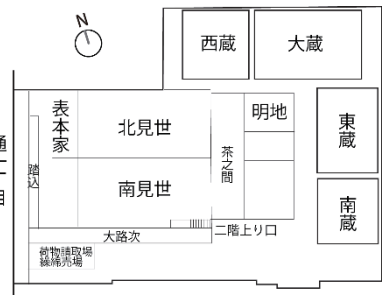 N
西蔵
大蔵
表本家
北見世
明地
東蔵
踏込
茶之間
南見世
南蔵
大路次
二階上り口
荷物請取場
繰綿売場